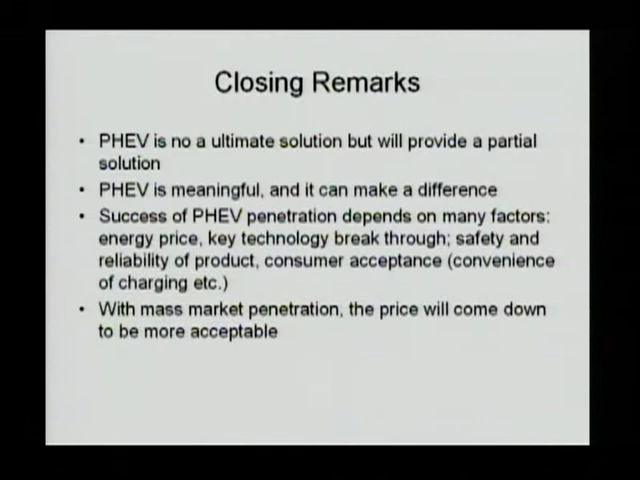 Closing Remarks
• PHEV is no a ultimate solution but will provide a partial
solution
• PHEV is meaningful, and it can make a difference
• Success of PHEV penetration depends on many factors:
energy price, key technology break through; safety and
reliability of product, consumer acceptance (convenience
of charging etc.)
• With mass market penetration, the price will come down
to be more acceptable